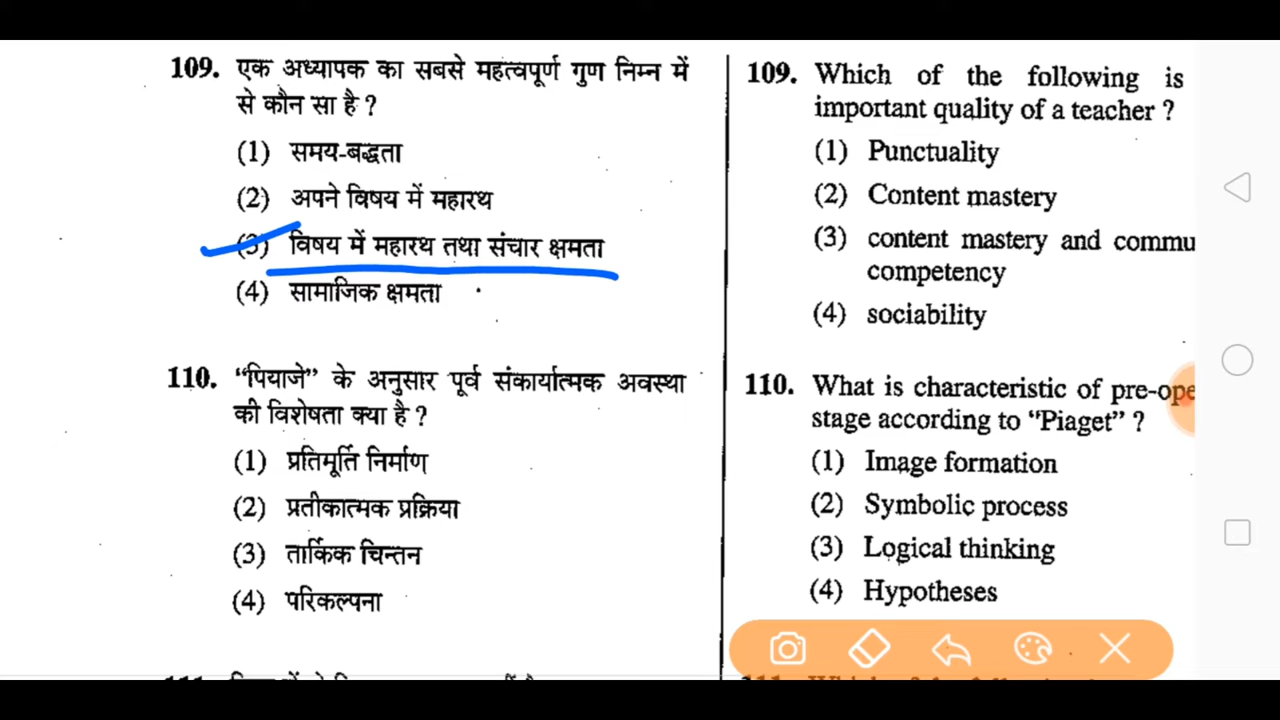 109. एक अध्यापक का सबसे महत्वपूर्ण गुण निम्न में
से कौन सा है ?
(1) समय-बद्धता
(2) अपने विषय में महारथ
(3) विषय में महारथ तथा संचार क्षमता
(4) सामाजिक क्षमता
110. "पियाजे" के अनुसार पूर्व संकार्यात्मक अवस्था
की विशेषता क्या है ?
(1) प्रतिमूर्ति निर्माण
(2) प्रतीकात्मक प्रक्रिया
(3) तार्किक चिन्तन
(4) परिकल्पना
109. Which of the following is
important quality of a teacher ?
(1) Punctuality
(2) Content mastery
(3) content mastery and commu
competency
(4) sociability
110. What is characteristic of pre-ope
stage according to "Piaget" ?
(1) Image formation
(2) Symbolic process
(3) Logical thinking
(4) Hypotheses